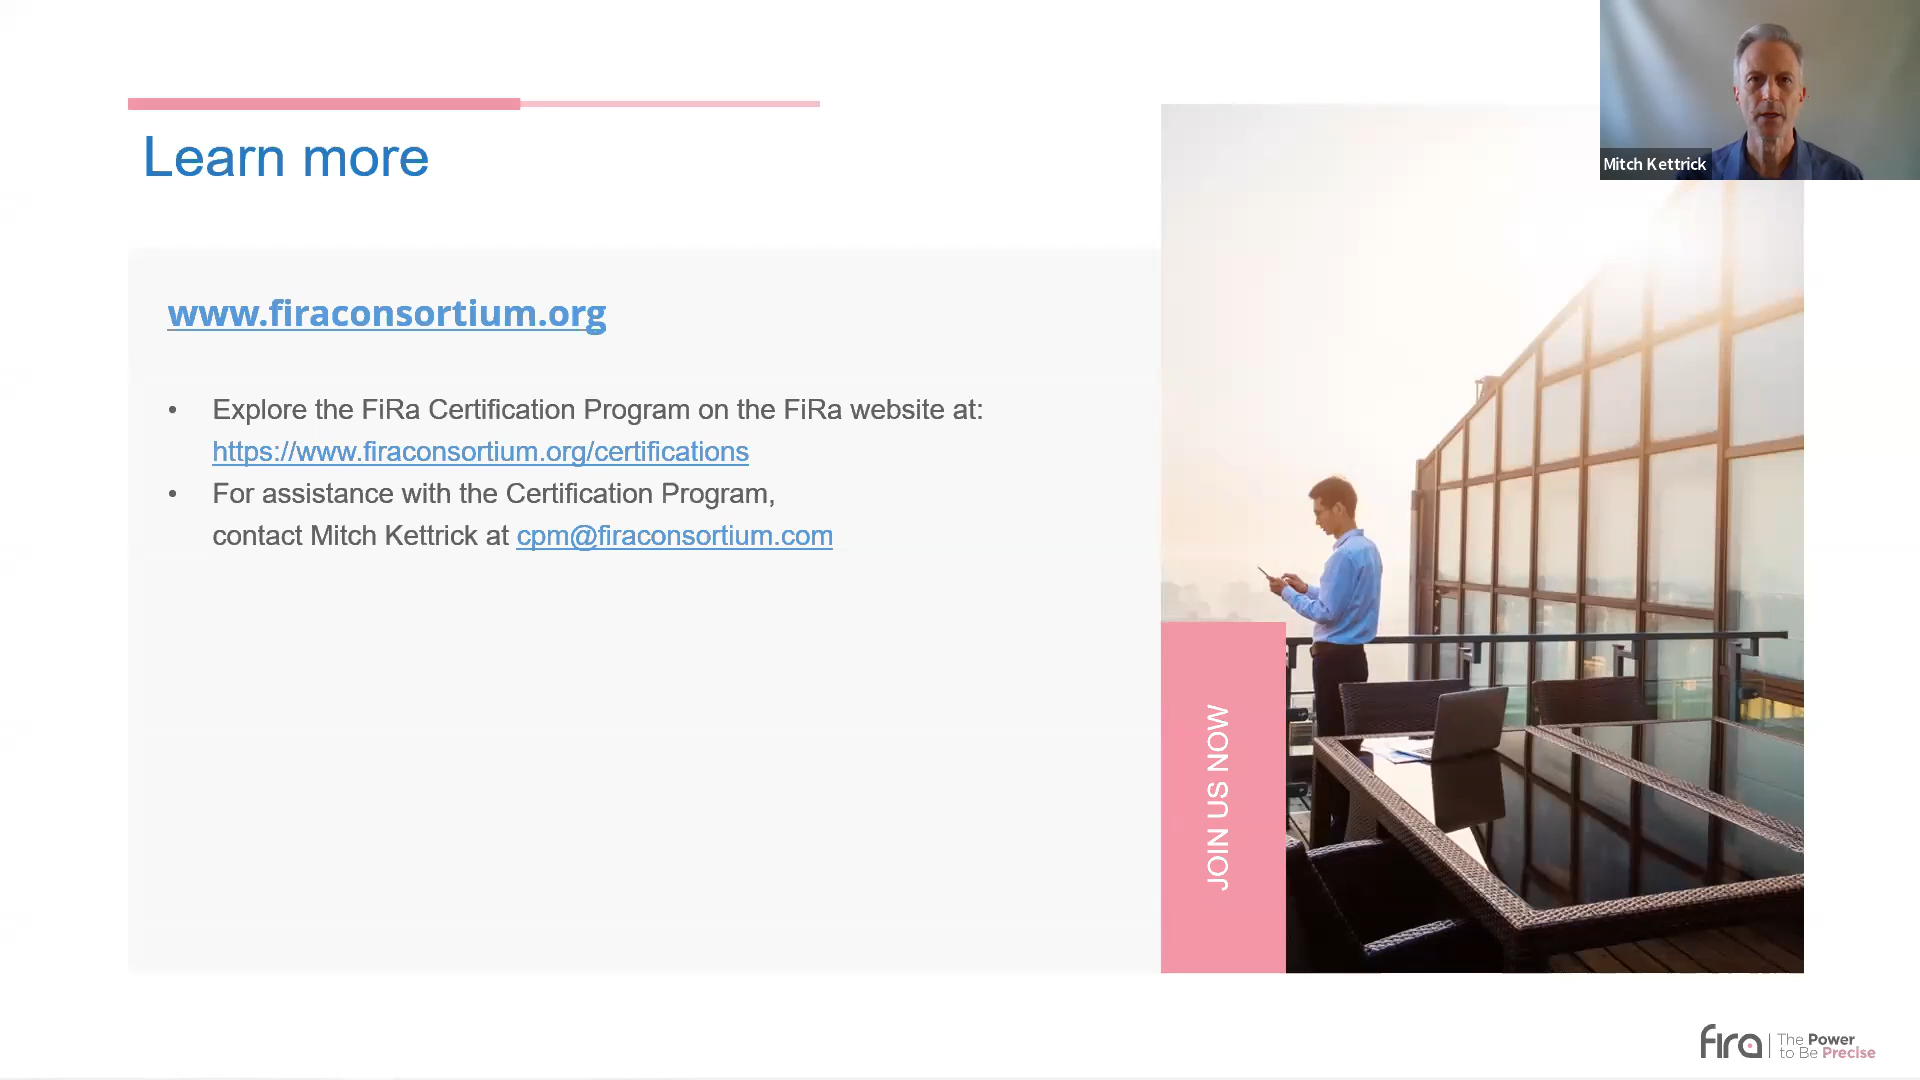 Mitch Kettrick
Learn more
www.firaconsortium.org
• Explore the FiRa Certification Program on the FiRa website at:
https://www.firaconsortium.org/certifications
• For assistance with the Certification Program,
contact Mitch Kettrick at cpm@firaconsortium.com
JOIN US NOW
fira | The Power
to Be Precise